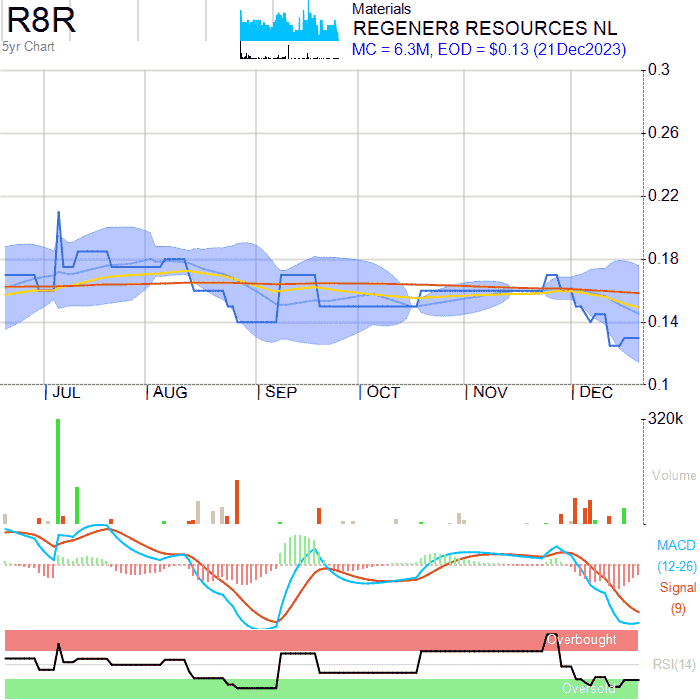 R8R
5yr Chart
Materials
REGENER8 RESOURCES NL
MC = 6.3M, EOD = $0.13 (21Dec2023)
0.3
0.26
0.22
0.18
0.14
0.1
JUL AUG SEP OCT NOV DEC
320k
Volume
MACD
(12-26)
Signal
(9)
Overbought
RSI(14)
Oversold